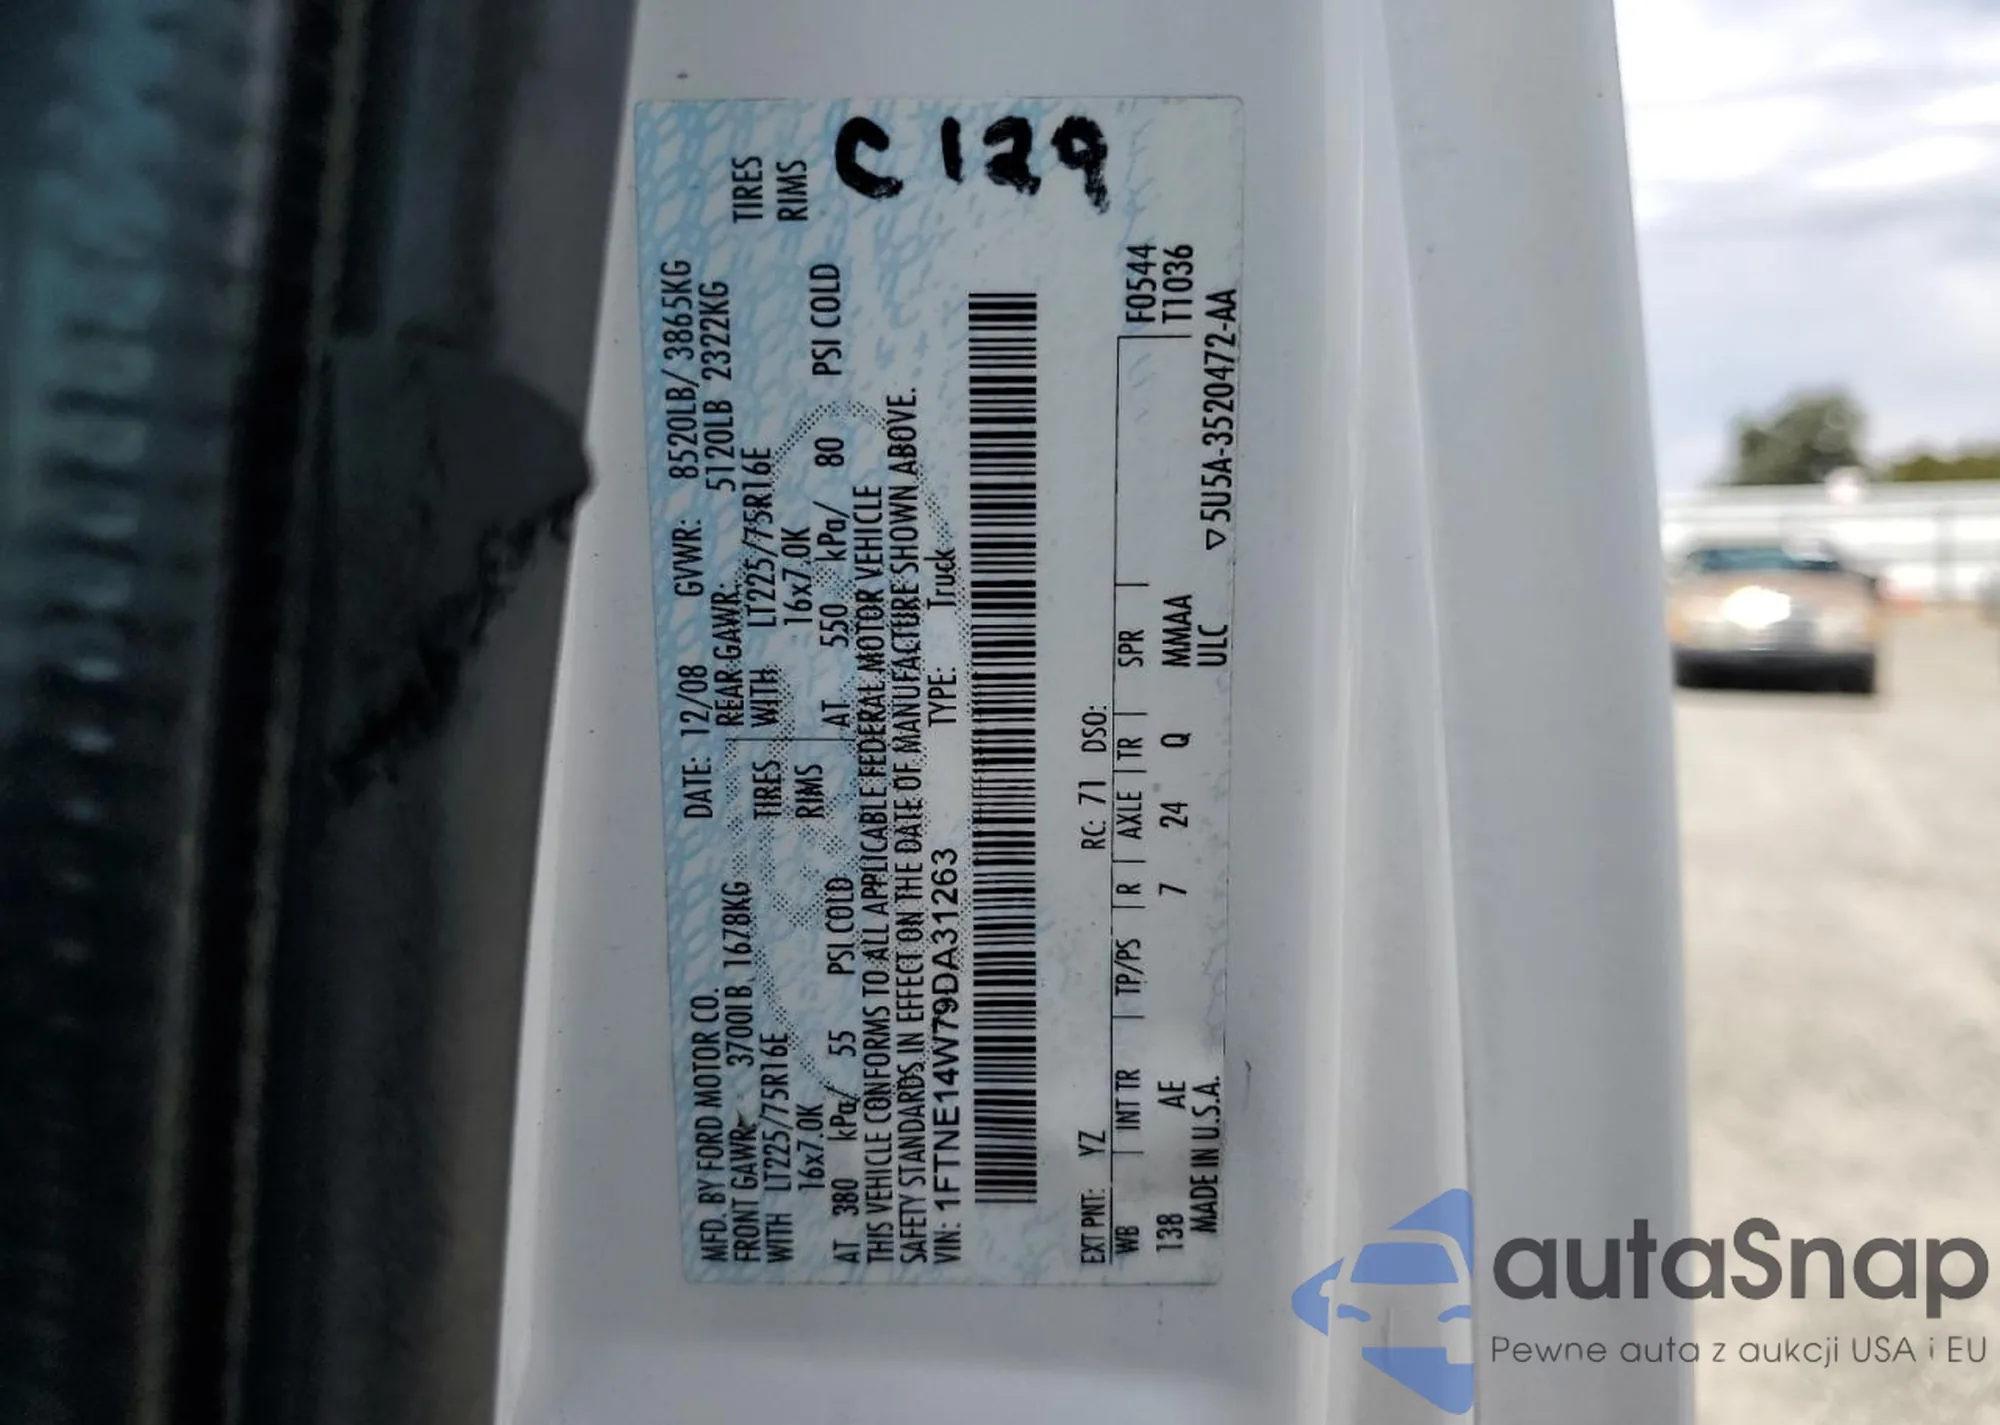 C 129
MFD. BY FORD MOTOR CO. DATE: 12/08 GVWR: 8520LB/ 3865KG
FRONT GAWR: 3700LB 1678KG REAR GAWR: 5120LB 2322KG
WITH LT225/75R16E TIRES WITH LT225/75R16E TIRES
16x7.0K RIMS 16x7.0K RIMS
AT 380 kPa/ 55 PSI COLD AT 550 kPa/ 80 PSI COLD
THIS VEHICLE CONFORMS TO ALL APPLICABLE FEDERAL MOTOR VEHICLE
SAFETY STANDARDS IN EFFECT ON THE DATE OF MANUFACTURE SHOWN ABOVE.
VIN: 1FTNE14W79DA31263 TYPE: Truck
EXT PNT: YZ RC: 71 DSO:
WB INT TR TP/PS R AXLE TR SPR F0544
138 AE 7 24 Q MMAA T1036
MADE IN U.S.A. ULC ▽5U5A-3520472-AA
autaSnap
Pewne auta z aukcji USA i EU